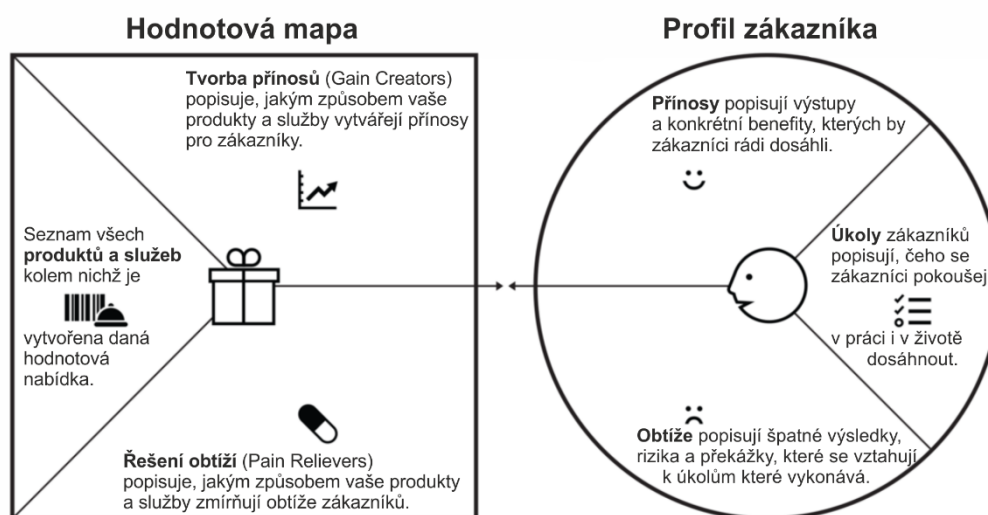 Hodnotová mapa
Tvorba přínosů (Gain Creators)
popisuje, jakým způsobem vaše
produkty a služby vytvářejí přínosy
pro zákazníky.
Seznam všech
produktů a služeb
kolem nichž je
vytvořena daná
hodnotová
nabídka.
Řešení obtíží (Pain Relievers)
popisuje, jakým způsobem vaše produkty
a služby zmírňují obtíže zákazníků.
Profil zákazníka
Přínosy popisují výstupy
a konkrétní benefity, kterých by
zákazníci rádi dosáhli.
Úkoly zákazníků
popisují, čeho se
zákazníci pokoušej
v práci i v životě
dosáhnout.
Obtíže popisují špatné výsledky,
rizika a překážky, které se vztahují
k úkolům které vykonává.